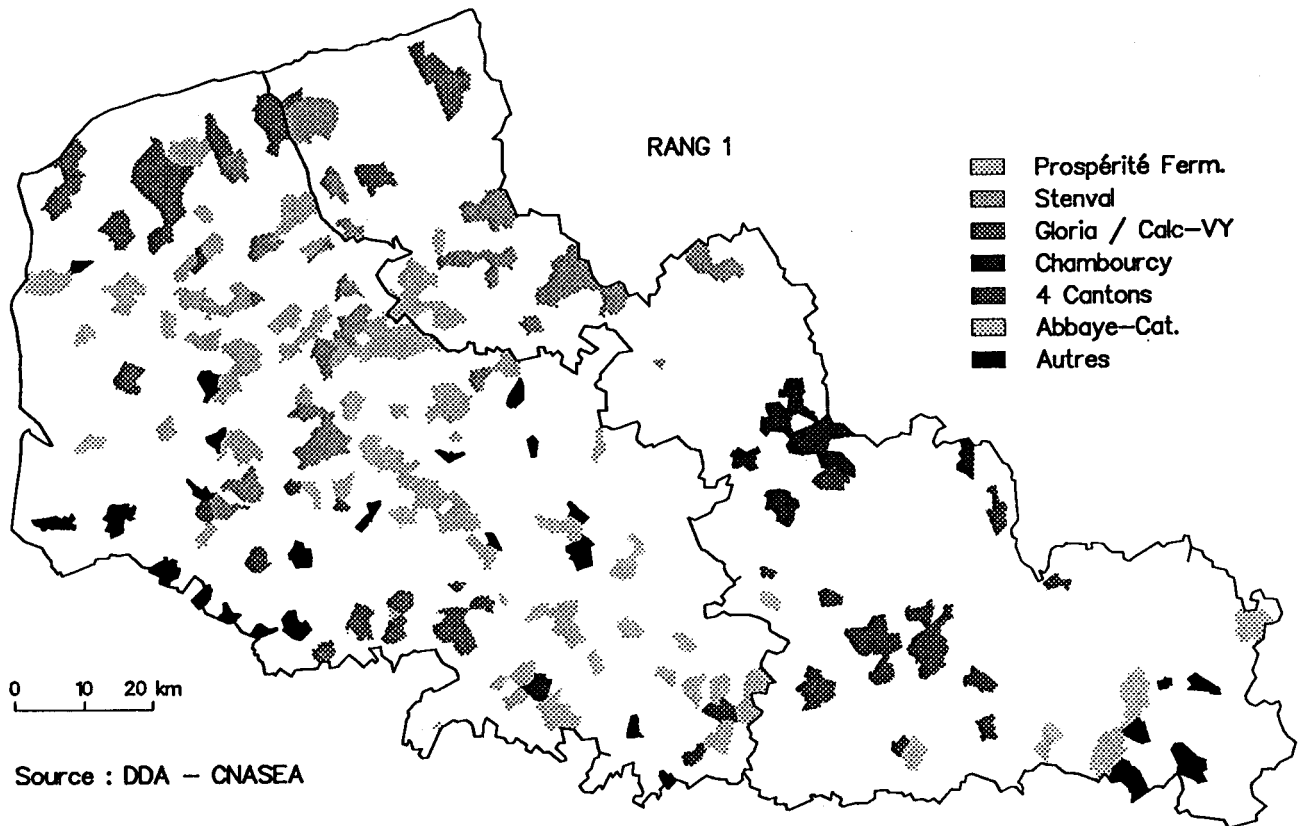 RANG 1
Prospérité Ferm.
Stenval
Gloria / Calc-VY
Chambourcy
4 Cantons
Abbaye-Cat.
Autres
0 10 20 km
Source : DDA - CNASEA